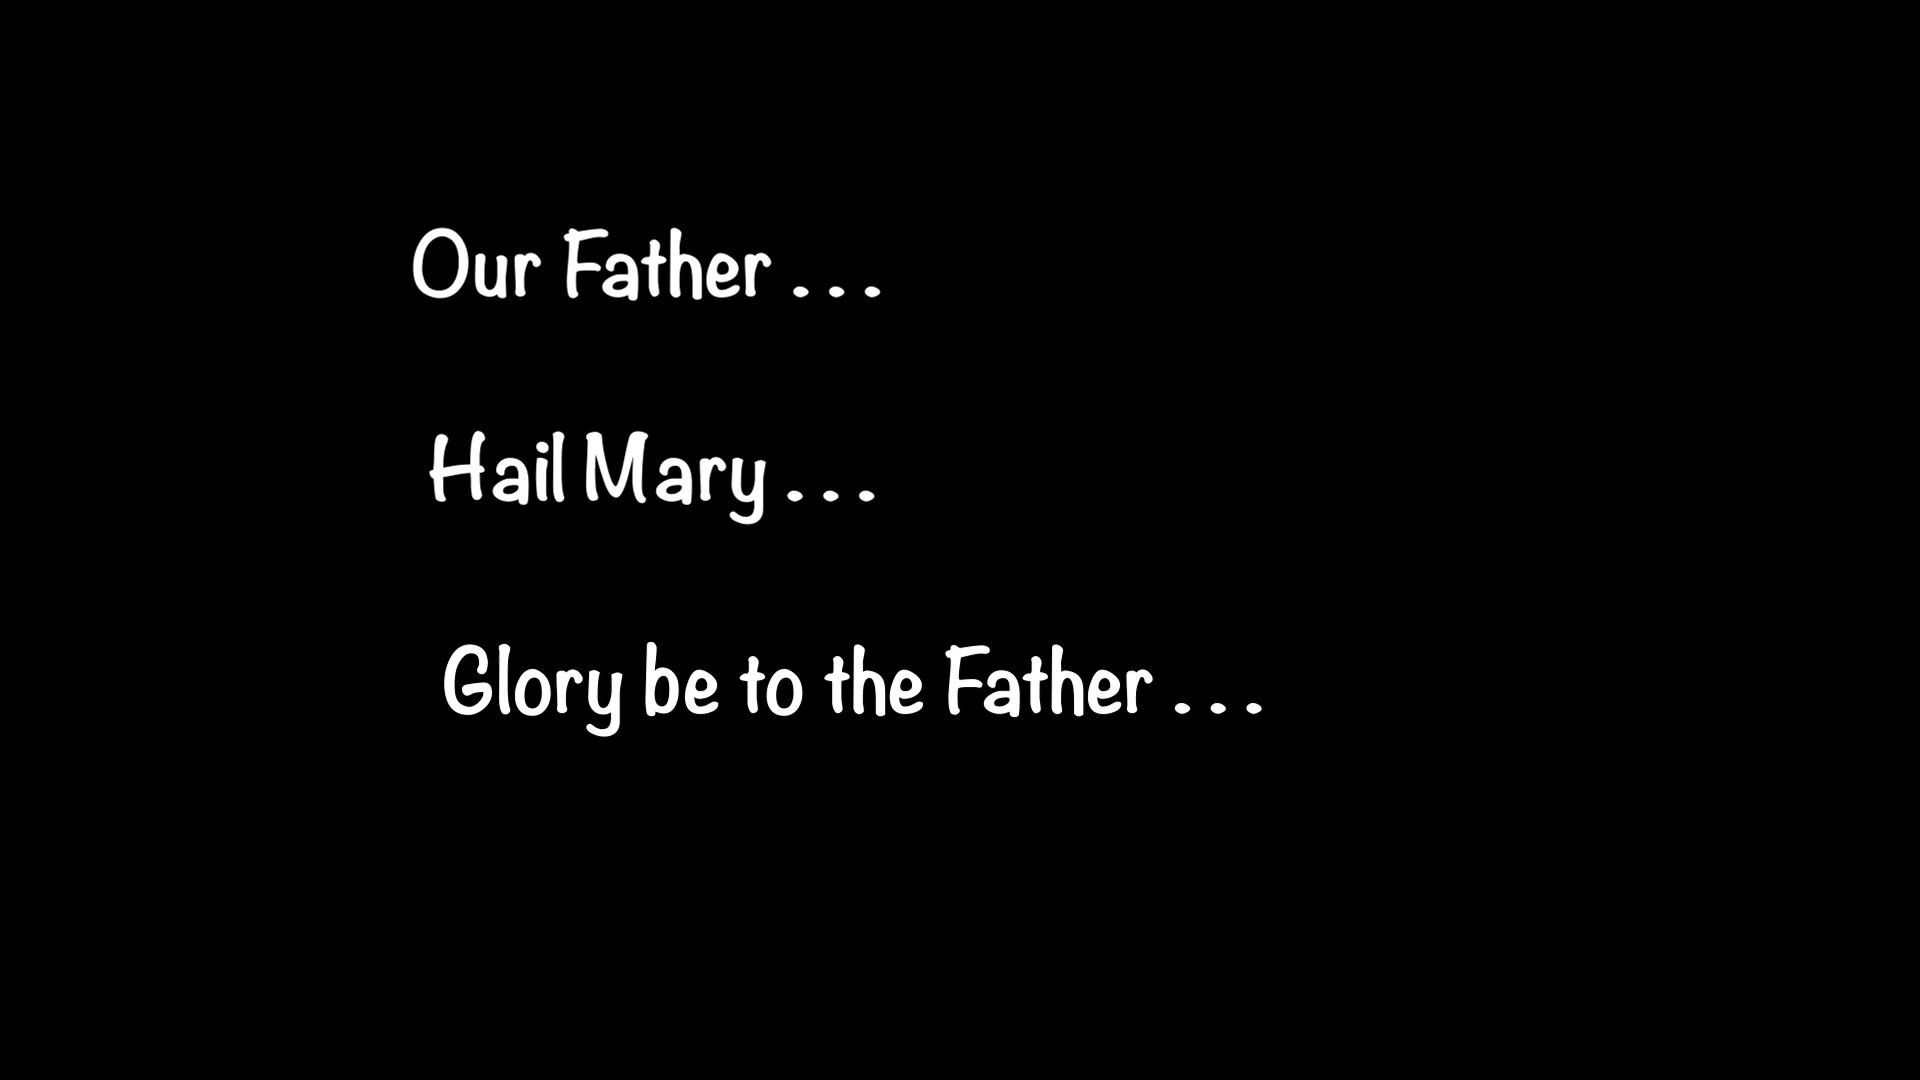 Our Father . . .
Hail Mary . . .
Glory be to the Father . . .